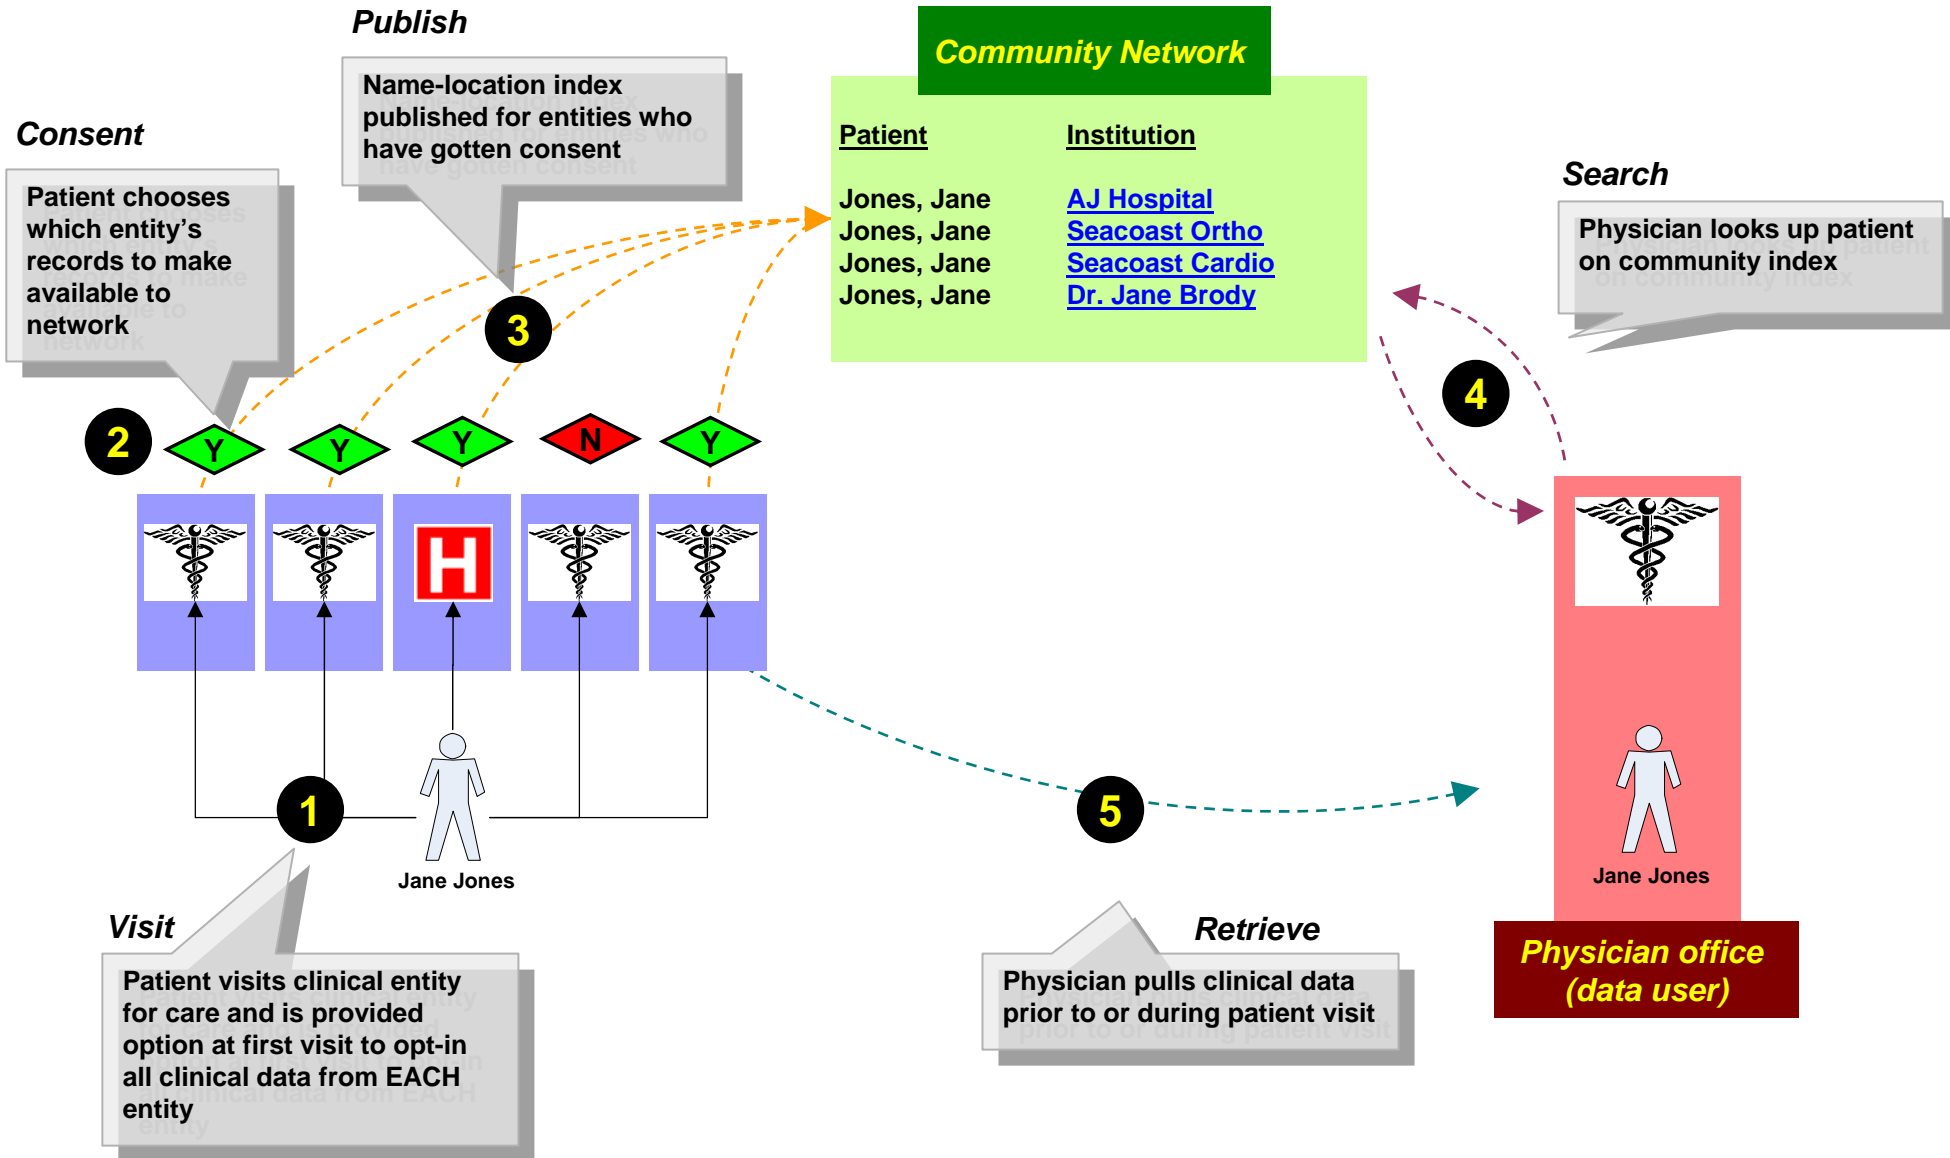 Publish
Name-location index
published for entities who
have gotten consent
Community Network
Patient Institution
Jones, Jane AJ Hospital
Jones, Jane Seacoast Ortho
Jones, Jane Seacoast Cardio
Jones, Jane Dr. Jane Brody
Consent
Patient chooses
which entity’s
records to make
available to
network
Search
Physician looks up patient
on community index
3
4
2
Y Y Y N Y
H
1
Jane Jones
5
Jane Jones
Visit
Patient visits clinical entity
for care and is provided
option at first visit to opt-in
all clinical data from EACH
entity
Retrieve
Physician pulls clinical data
prior to or during patient visit
Physician office
(data user)